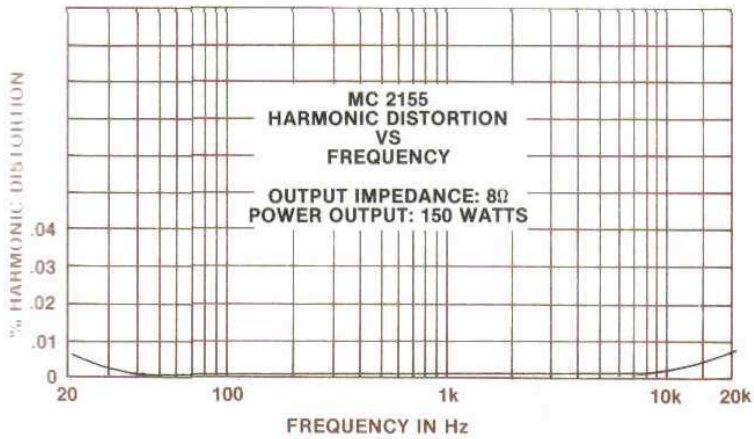 MC 2155
HARMONIC DISTORTION
VS
FREQUENCY
OUTPUT IMPEDANCE: 8Ω
POWER OUTPUT: 150 WATTS
% HARMONIC DISTORTION
.04
.03
.02
.01
0
20 100 1k 10k 20k
FREQUENCY IN Hz